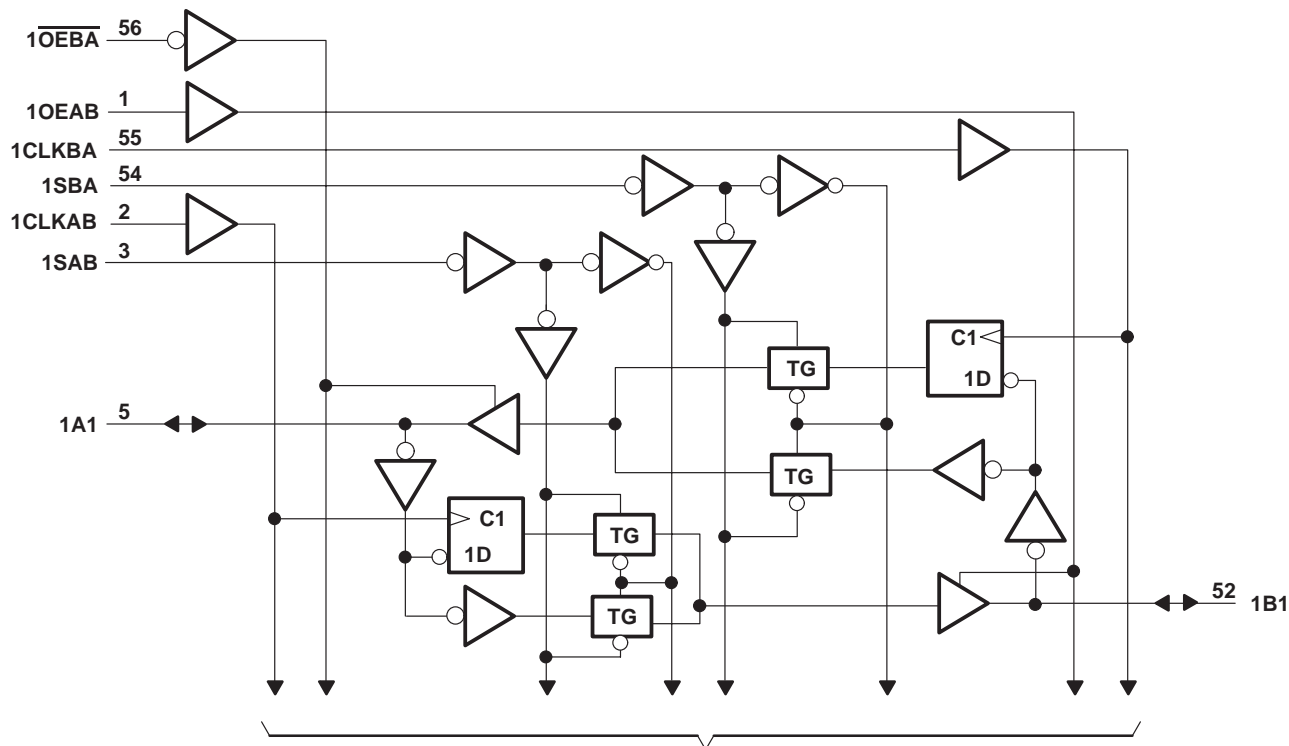 1O̅E̅B̅A̅ 56
1OEAB 1
1CLKBA 55
1SBA 54
1CLKAB 2
1SAB 3
C1
1D
TG
1A1 5
TG
C1
1D
TG
TG
52 1B1